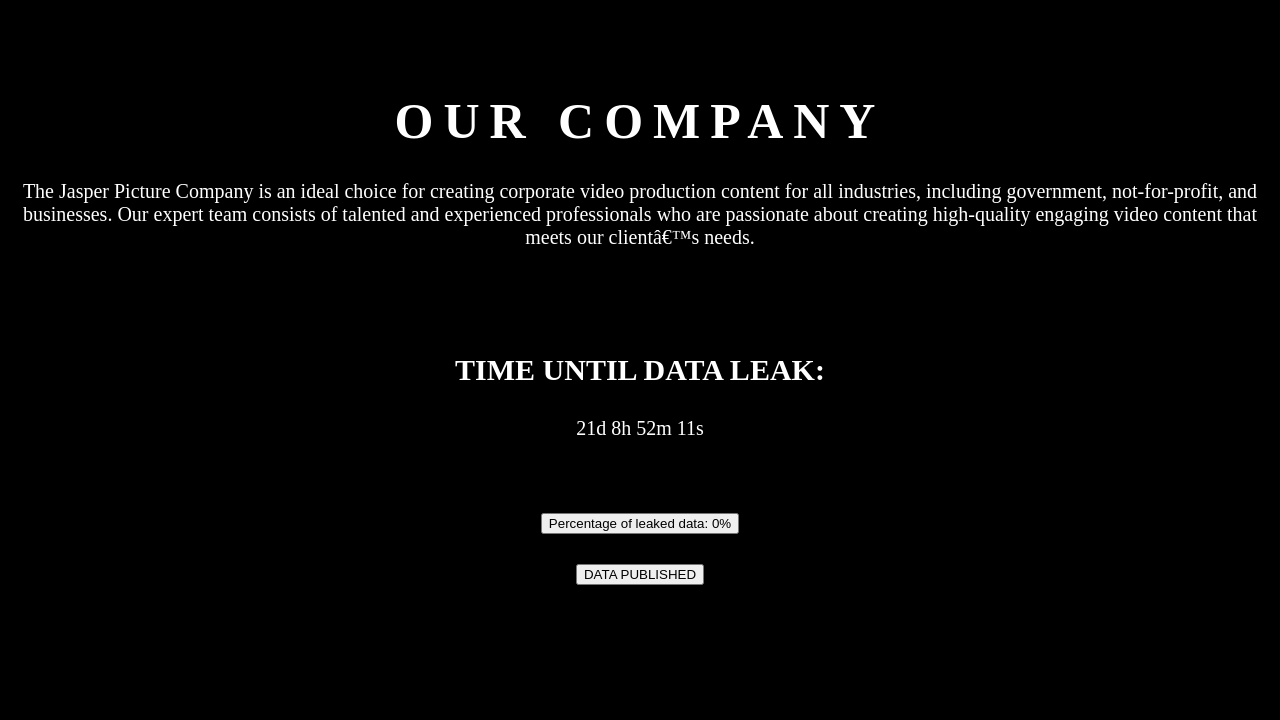 OUR COMPANY
The Jasper Picture Company is an ideal choice for creating corporate video production content for all industries, including government, not-for-profit, and
businesses. Our expert team consists of talented and experienced professionals who are passionate about creating high-quality engaging video content that
meets our clientâ€™s needs.
TIME UNTIL DATA LEAK:
21d 8h 52m 11s
Percentage of leaked data: 0%
DATA PUBLISHED